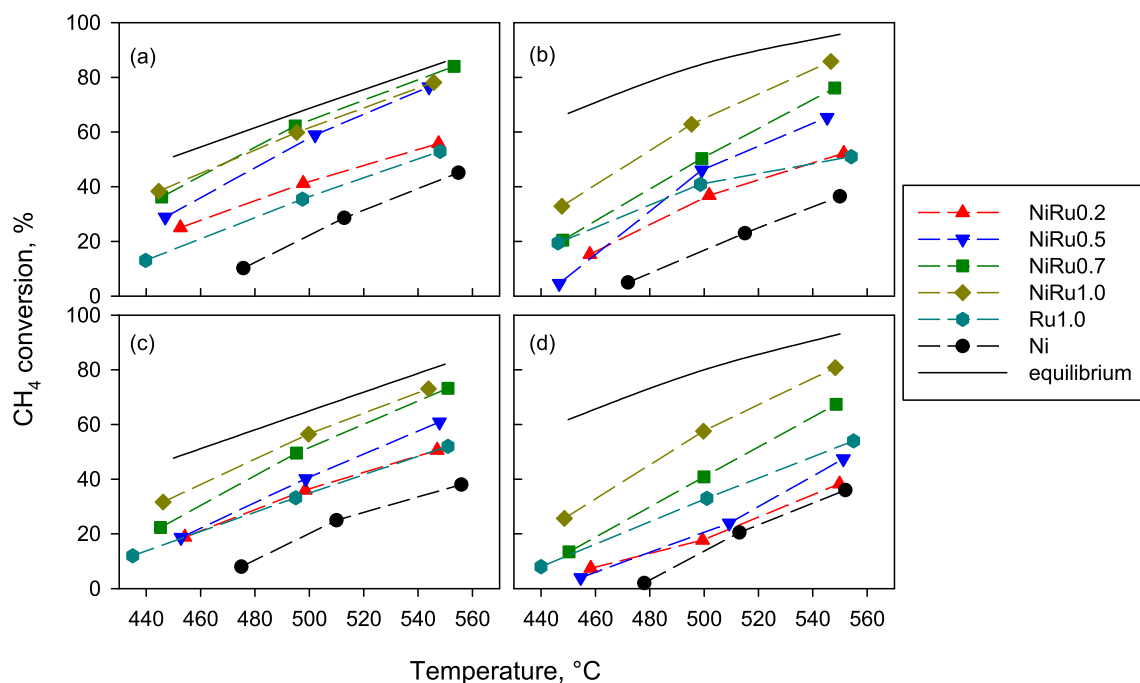 100
80
60
40
20
0
(a)
(b)
CH4 conversion, %
80
60
40
20
0
(c)
(d)
440 460 480 500 520 540 560
440 460 480 500 520 540 560
Temperature, °C
NiRu0.2
NiRu0.5
NiRu0.7
NiRu1.0
Ru1.0
Ni
equilibrium